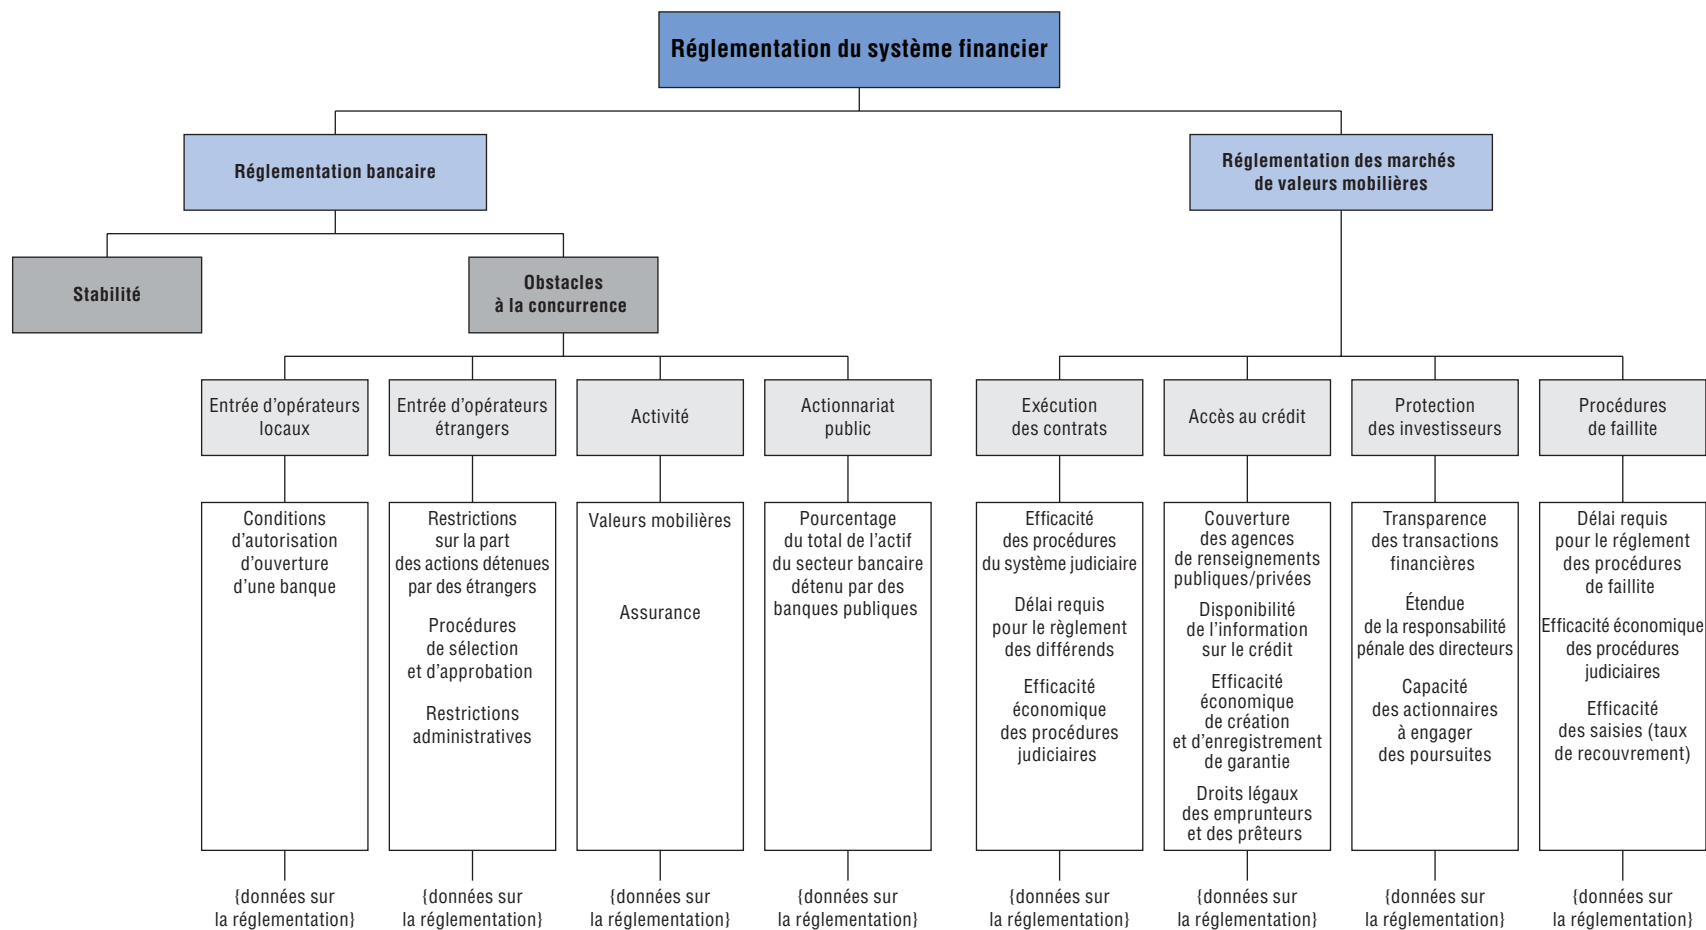 Réglementation du système financier
Réglementation bancaire
Réglementation des marchés
de valeurs mobilières
Stabilité
Obstacles
à la concurrence
Entrée d'opérateurs
locaux
Entrée d'opérateurs
étrangers
Activité
Actionnariat
public
Exécution
des contrats
Accès au crédit
Protection
des investisseurs
Procédures
de faillite
Conditions
d'autorisation
d'ouverture
d'une banque
Restrictions
sur la part
des actions détenues
par des étrangers
Procédures
de sélection
et d'approbation
Restrictions
administratives
Valeurs mobilières
Assurance
Pourcentage
du total de l'actif
du secteur bancaire
détenu par des
banques publiques
Efficacité
des procédures
du système judiciaire
Délai requis
pour le règlement
des différends
Efficacité
économique
des procédures
judiciaires
Couverture
des agences
de renseignements
publiques/privées
Disponibilité
de l'information
sur le crédit
Efficacité
économique
de création
et d'enregistrement
de garantie
Droits légaux
des emprunteurs
et des prêteurs
Transparence
des transactions
financières
Étendue
de la responsabilité
pénale des directeurs
Capacité
des actionnaires
à engager
des poursuites
Délai requis
pour le réglement
des procédures
de faillite
Efficacité économique
des procédures
judiciaires
Efficacité
des saisies (taux
de recouvrement)
{données sur
la réglementation}
{données sur
la réglementation}
{données sur
la réglementation}
{données sur
la réglementation}
{données sur
la réglementation}
{données sur
la réglementation}
{données sur
la réglementation}
{données sur
la réglementation}